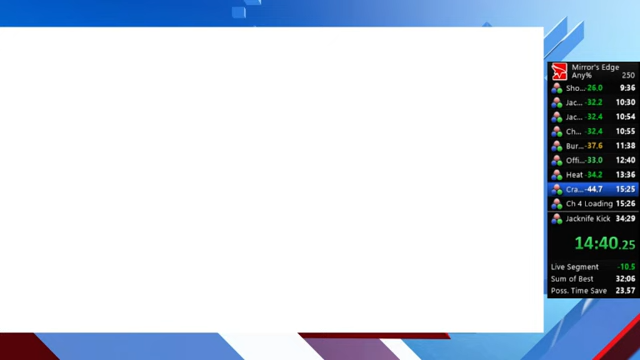 Mirror's Edge
Any% 250
Sho... -26.0 9:36
Jac... -32.2 10:30
Jac... -32.4 10:54
Ch... -32.4 10:55
Bur... -37.6 11:38
Offi... -33.0 12:40
Heat -34.2 13:36
Cra... -44.7 15:25
Ch 4 Loading 15:26
Jacknife Kick 34:29
14:40.25
Live Segment -10.5
Sum of Best 32:06
Poss. Time Save 23.57